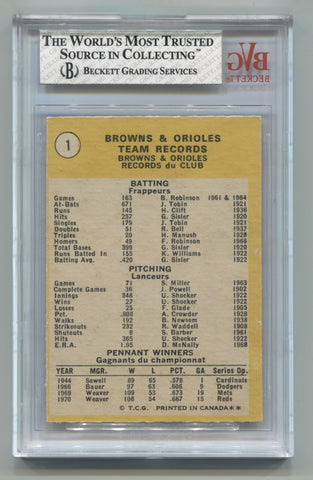 THE WORLD'S MOST TRUSTED
SOURCE IN COLLECTING™
BECKETT GRADING SERVICES
BVG
BECKETT
1
BROWNS & ORIOLES
TEAM RECORDS
BROWNS & ORIOLES
RECORDS du CLUB
BATTING
Frappeurs
Games 163 B. Robinson 1961 & 1964
At-Bats 671 J. Tobin 1921
Runs 145 H. Clift 1936
Hits 257 G. Sisler 1920
Singles 179 J. Tobin 1921
Doubles 51 B. Bell 1937
Triples 20 H. Manush 1928
Homers 49 F. Robinson 1966
Total Bases 399 G. Sisler 1920
Runs Batted In 155 K. Williams 1922
Batting Avg. .420 G. Sisler 1922
PITCHING
Lanceurs
Games 71 S. Miller 1963
Complete Games 36 J. Powell 1902
Innings 348 U. Shocker 1922
Wins 27 U. Shocker 1921
Losses 25 F. Glade 1905
Pct. .808 A. Crowder 1928
Walks 192 B. Newsom 1938
Strikeouts 232 R. Waddell 1908
Shutouts 8 S. Barber 1961
Hits 365 U. Shocker 1922
E.R.A. 1.95 D. McNally 1968
PENNANT WINNERS
Gagnants du championnat
YEAR MGR. W L PCT. GA Series Op.
1944 Sewell 89 65 .578 1 Cardinals
1966 Bauer 97 63 .606 9 Dodgers
1969 Weaver 109 53 .673 19 Mets
1970 Weaver 108 54 .667 15 Reds
© T.C.G. PRINTED IN CANADA**